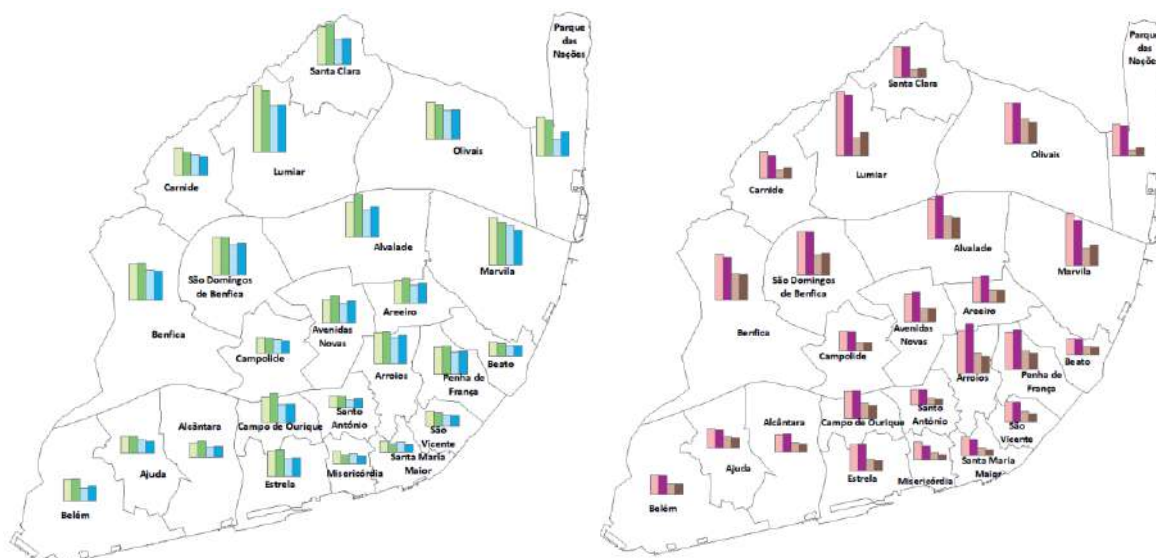 Parque
das
Nações
Santa Clara
Olivais
Lumiar
Carnide
Alvalade
Marvila
São Domingos
de Benfica
Areeiro
Avenidas
Novas
Benfica
Campolide
Beato
Arroios
Penha de
França
Santo
António
Campo de Ourique
Alcântara
São
Vicente
Ajuda
Santa Maria
Maior
Estrela
Misericórdia
Belém
Parque
das
Nações
Santa Clara
Olivais
Lumiar
Carnide
Alvalade
Marvila
São Domingos
de Benfica
Areeiro
Avenidas
Novas
Benfica
Campolide
Beato
Arroios
Penha de
França
Santo
António
Campo de Ourique
Alcântara
São
Vicente
Ajuda
Santa Maria
Maior
Estrela
Misericórdia
Belém